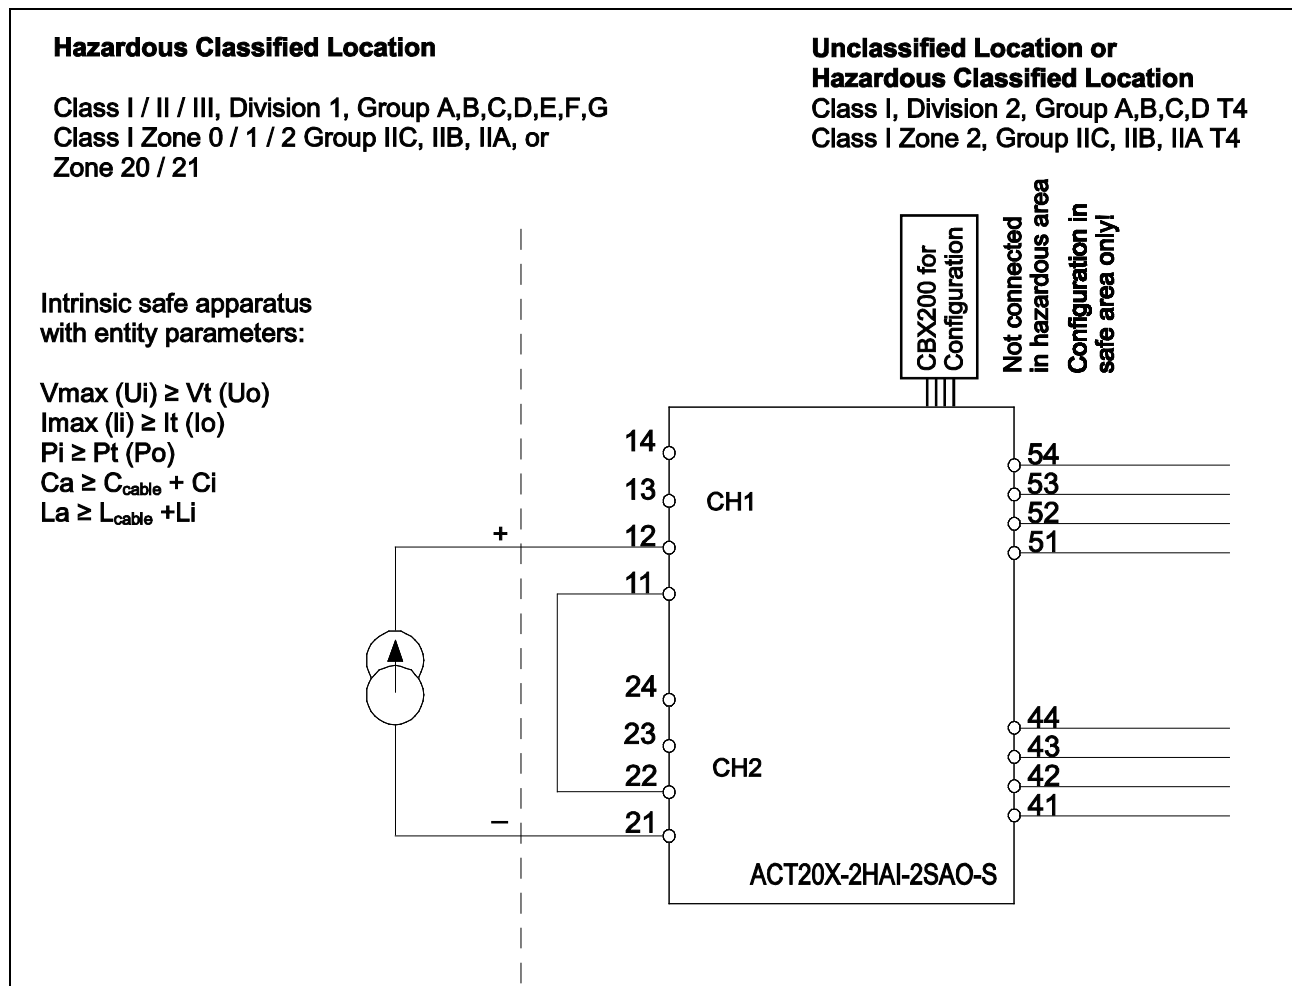 Hazardous Classified Location
Class I / II / III, Division 1, Group A,B,C,D,E,F,G
Class I Zone 0 / 1 / 2 Group IIC, IIB, IIA, or
Zone 20 / 21
Unclassified Location or
Hazardous Classified Location
Class I, Division 2, Group A,B,C,D T4
Class I Zone 2, Group IIC, IIB, IIA T4
CBX200 for
Configuration
Not connected
in hazardous area
Configuration in
safe area only!
Intrinsic safe apparatus
with entity parameters:
Vmax (Ui) ≥ Vt (Uo)
Imax (Ii) ≥ It (Io)
Pi ≥ Pt (Po)
Ca ≥ Ccable + Ci
La ≥ Lcable +Li
+
–
14
13
12
11
24
23
22
21
CH1
CH2
54
53
52
51
44
43
42
41
ACT20X-2HAI-2SAO-S